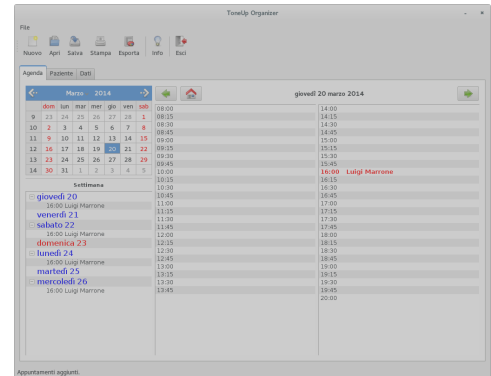 ToneUp Organizer
File
Nuovo Apri Salva Stampa Esporta Info Esci
Agenda Paziente Dati
Marzo 2014
giovedì 20 marzo 2014
dom lun mar mer gio ven sab
9 23 24 25 26 27 28 1
10 2 3 4 5 6 7 8
11 9 10 11 12 13 14 15
12 16 17 18 19 20 21 22
13 23 24 25 26 27 28 29
14 30 31 1 2 3 4 5
Settimana
giovedì 20
16:00 Luigi Marrone
venerdì 21
sabato 22
16:00 Luigi Marrone
domenica 23
lunedì 24
16:00 Luigi Marrone
martedì 25
mercoledì 26
16:00 Luigi Marrone
08:00
08:15
08:30
08:45
09:00
09:15
09:30
09:45
10:00
10:15
10:30
10:45
11:00
11:15
11:30
11:45
12:00
12:15
12:30
12:45
13:00
13:15
13:30
13:45
14:00
14:15
14:30
14:45
15:00
15:15
15:30
15:45
16:00 Luigi Marrone
16:15
16:30
16:45
17:00
17:15
17:30
17:45
18:00
18:15
18:30
18:45
19:00
19:15
19:30
19:45
20:00
Appuntamenti aggiunti.